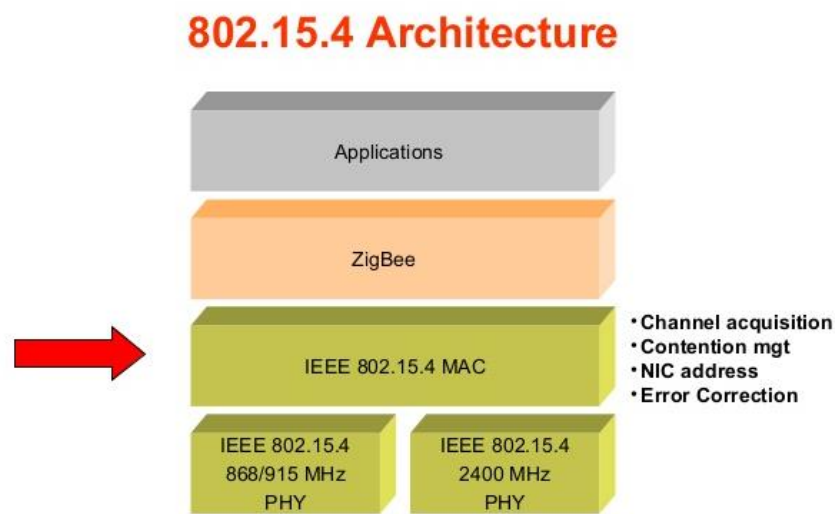 802.15.4 Architecture
Applications
ZigBee
IEEE 802.15.4 MAC
•Channel acquisition
•Contention mgt
•NIC address
•Error Correction
IEEE 802.15.4
868/915 MHz
PHY
IEEE 802.15.4
2400 MHz
PHY